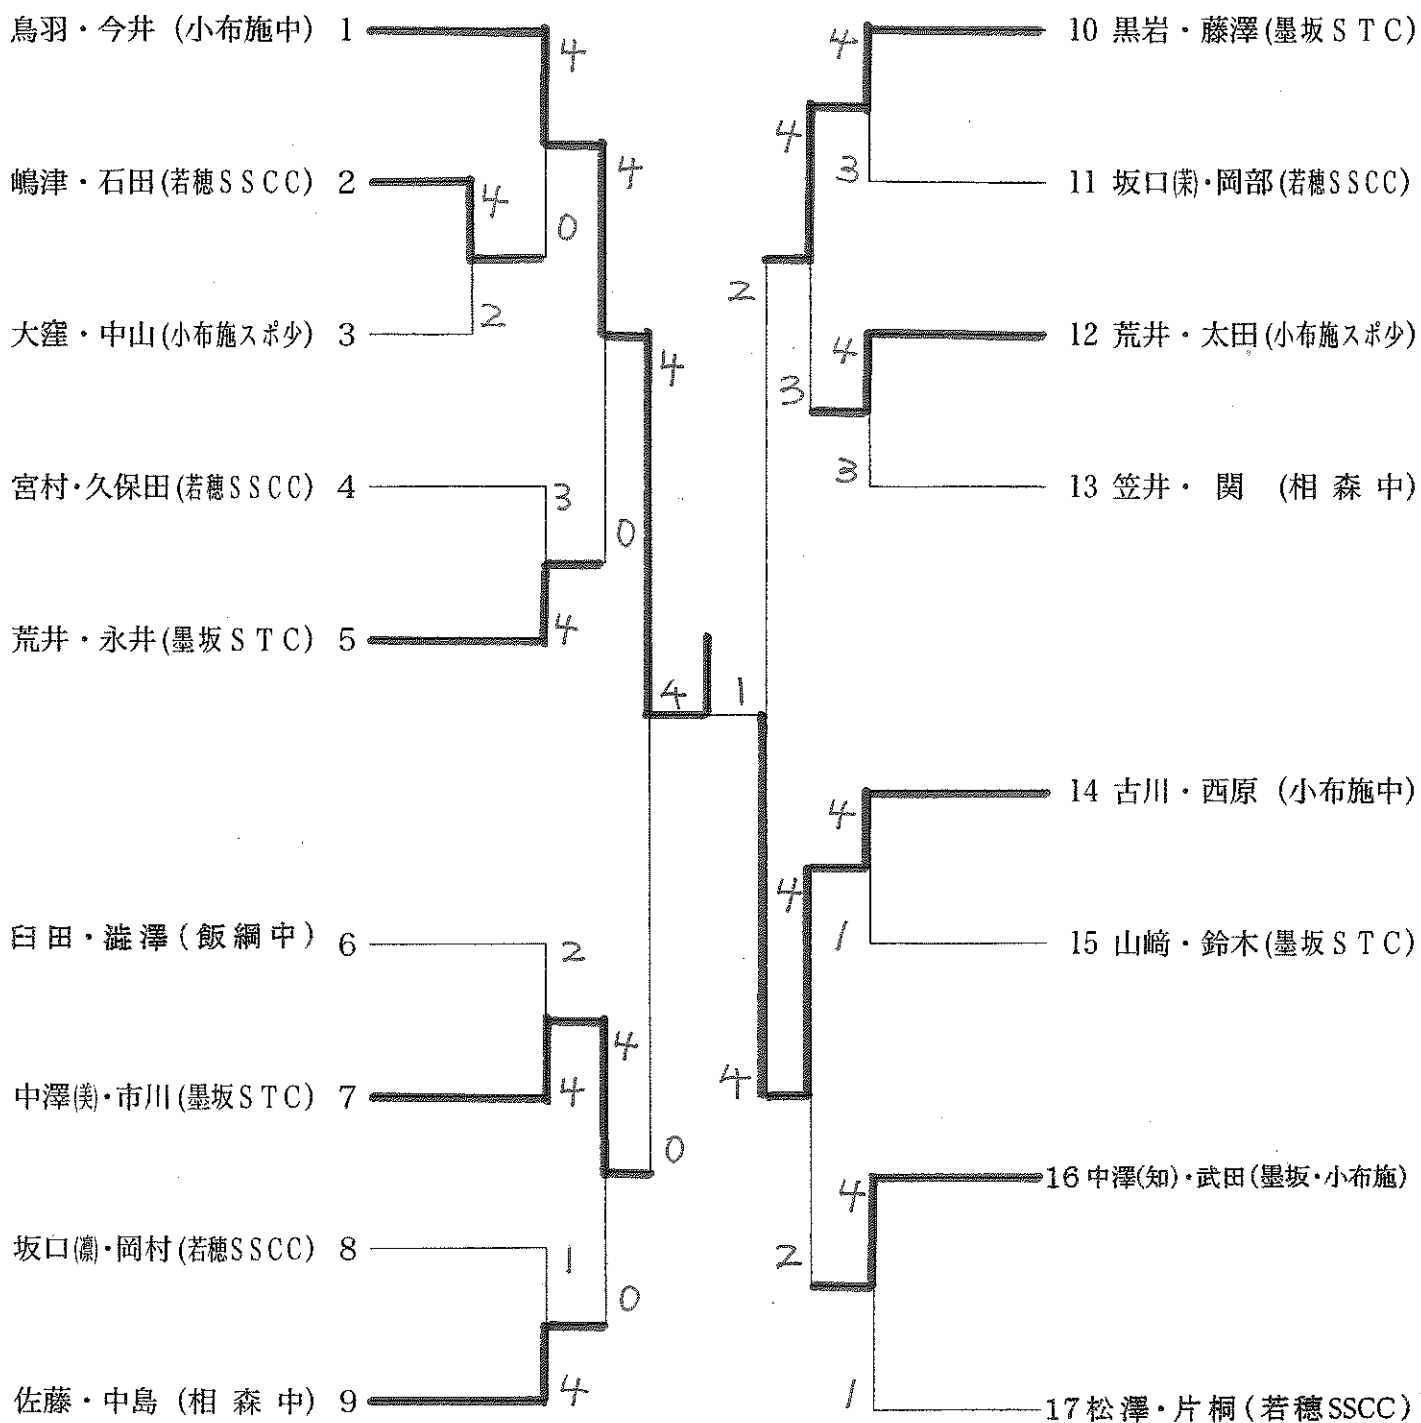 鳥羽・今井 (小布施中) 1
4
嶋津・石田(若穂SSCC) 2
4
4
0
大窪・中山(小布施スポ少) 3
2
4
宮村・久保田(若穂SSCC) 4
3
0
荒井・永井(墨坂STC) 5
4
4
1
臼田・澁澤(飯綱中) 6
2
4
中澤㈫・市川(墨坂STC) 7
4
0
坂口・岡村(若穂SSCC) 8
1
0
佐藤・中島 (相森中) 9
4
4
10 黒岩・藤澤(墨坂STC)
4
3
11 坂口・岡部(若穂SSCC)
2
4
12 荒井・太田(小布施スポ少)
3
3
13 笠井・関 (相森中)
4
14 古川・西原 (小布施中)
4
1
15 山﨑・鈴木(墨坂STC)
4
4
16 中澤(知)・武田(墨坂・小布施)
2
1
17 松澤・片桐(若穂SSCC)